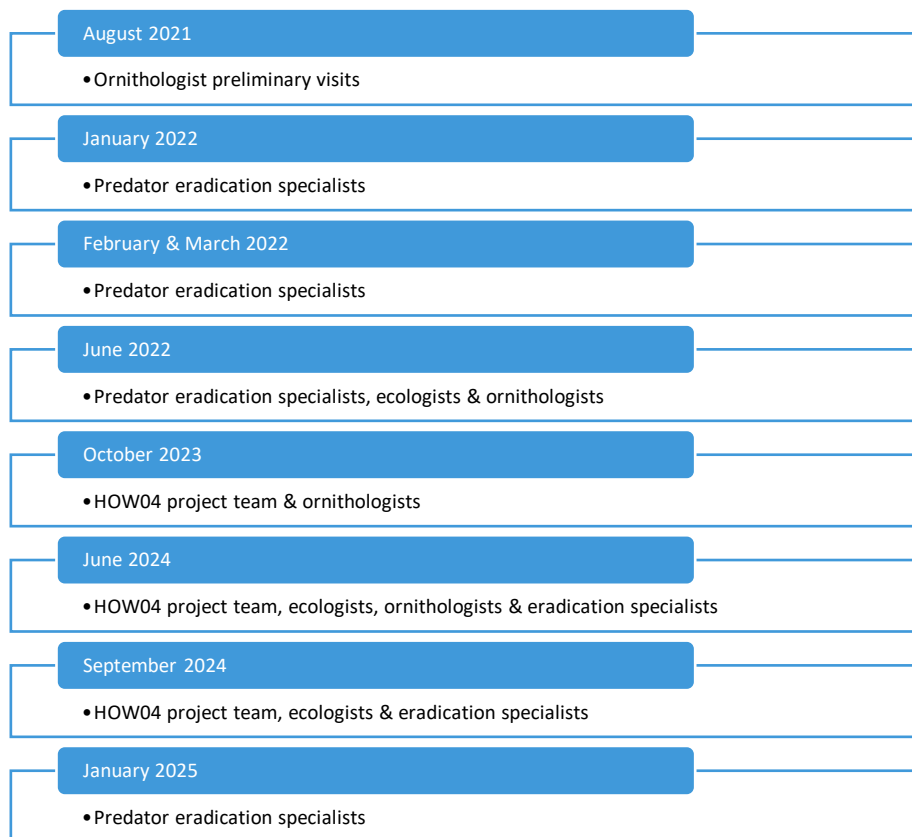 August 2021
•Ornithologist preliminary visits
January 2022
•Predator eradication specialists
February & March 2022
•Predator eradication specialists
June 2022
•Predator eradication specialists, ecologists & ornithologists
October 2023
•HOW04 project team & ornithologists
June 2024
•HOW04 project team, ecologists, ornithologists & eradication specialists
September 2024
•HOW04 project team, ecologists & eradication specialists
January 2025
•Predator eradication specialists